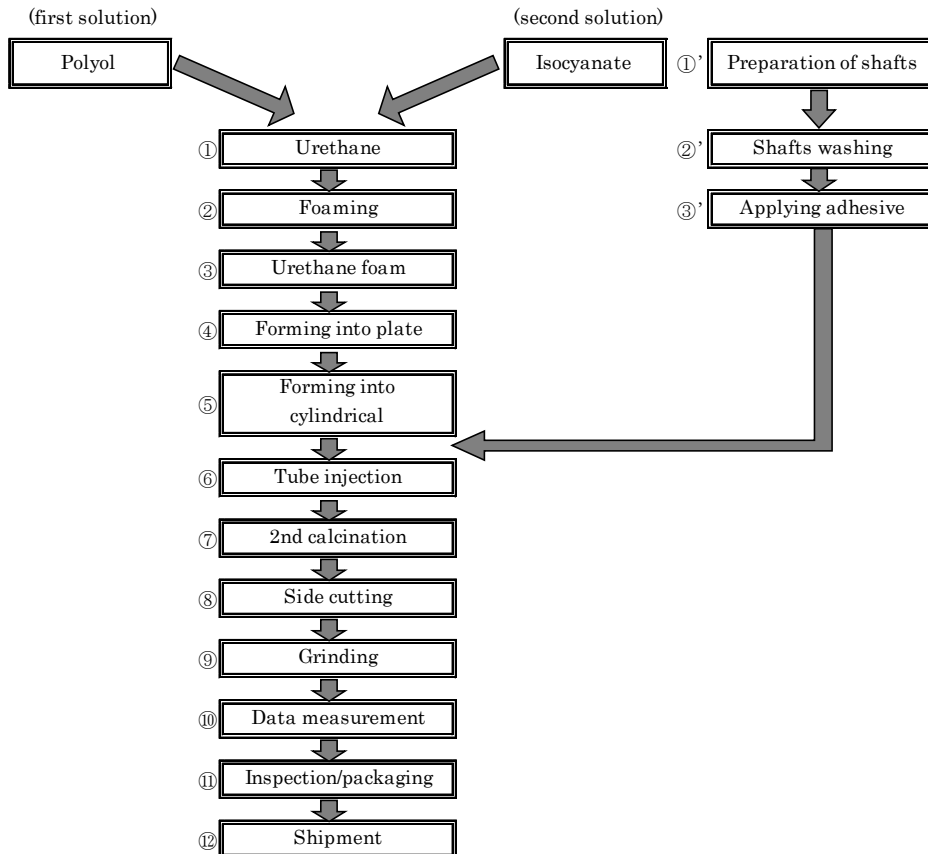 (first solution)
(second solution)
Polyol
Isocyanate
①’ Preparation of shafts
① Urethane
②’ Shafts washing
② Foaming
③’ Applying adhesive
③ Urethane foam
④ Forming into plate
⑤ Forming into
cylindrical
⑥ Tube injection
⑦ 2nd calcination
⑧ Side cutting
⑨ Grinding
⑩ Data measurement
⑪ Inspection/packaging
⑫ Shipment